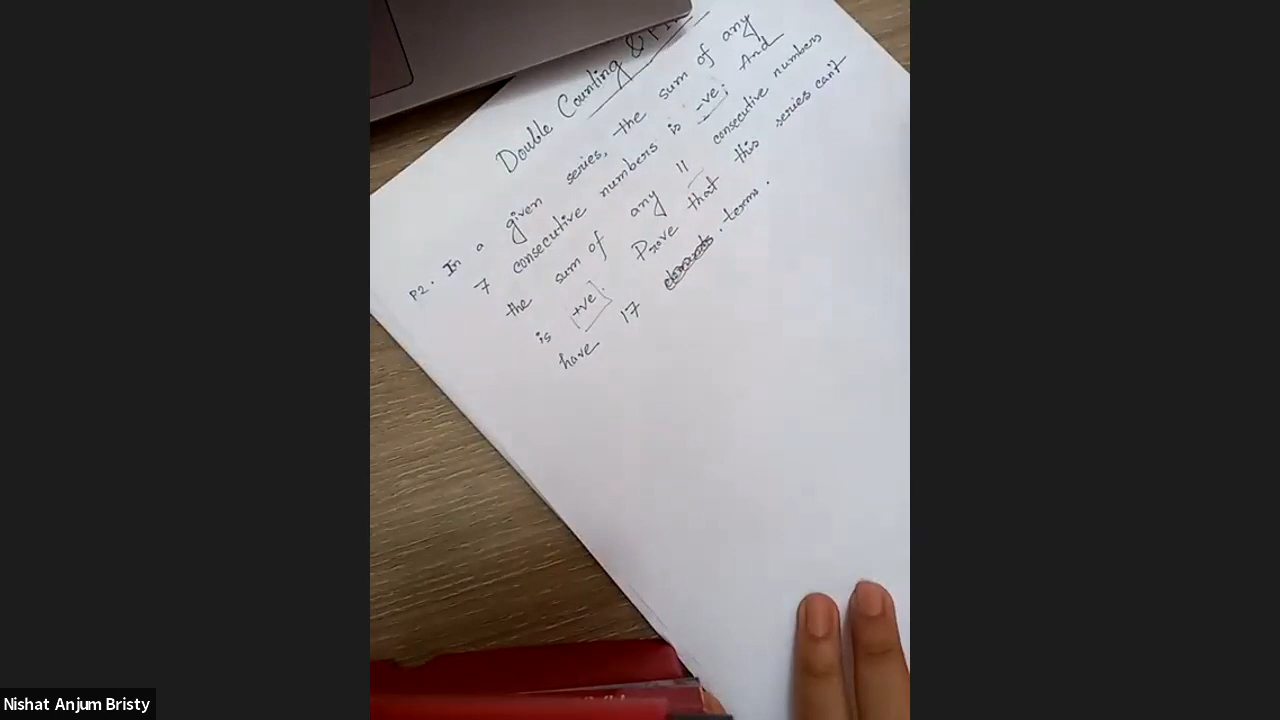 Double Counting &
P2. In a given series, the sum of any
7 consecutive numbers is -ve; And
the sum of any 11 consecutive numbers
is +ve. Prove that this series can't
have 17 terms.
Nishat Anjum Bristy